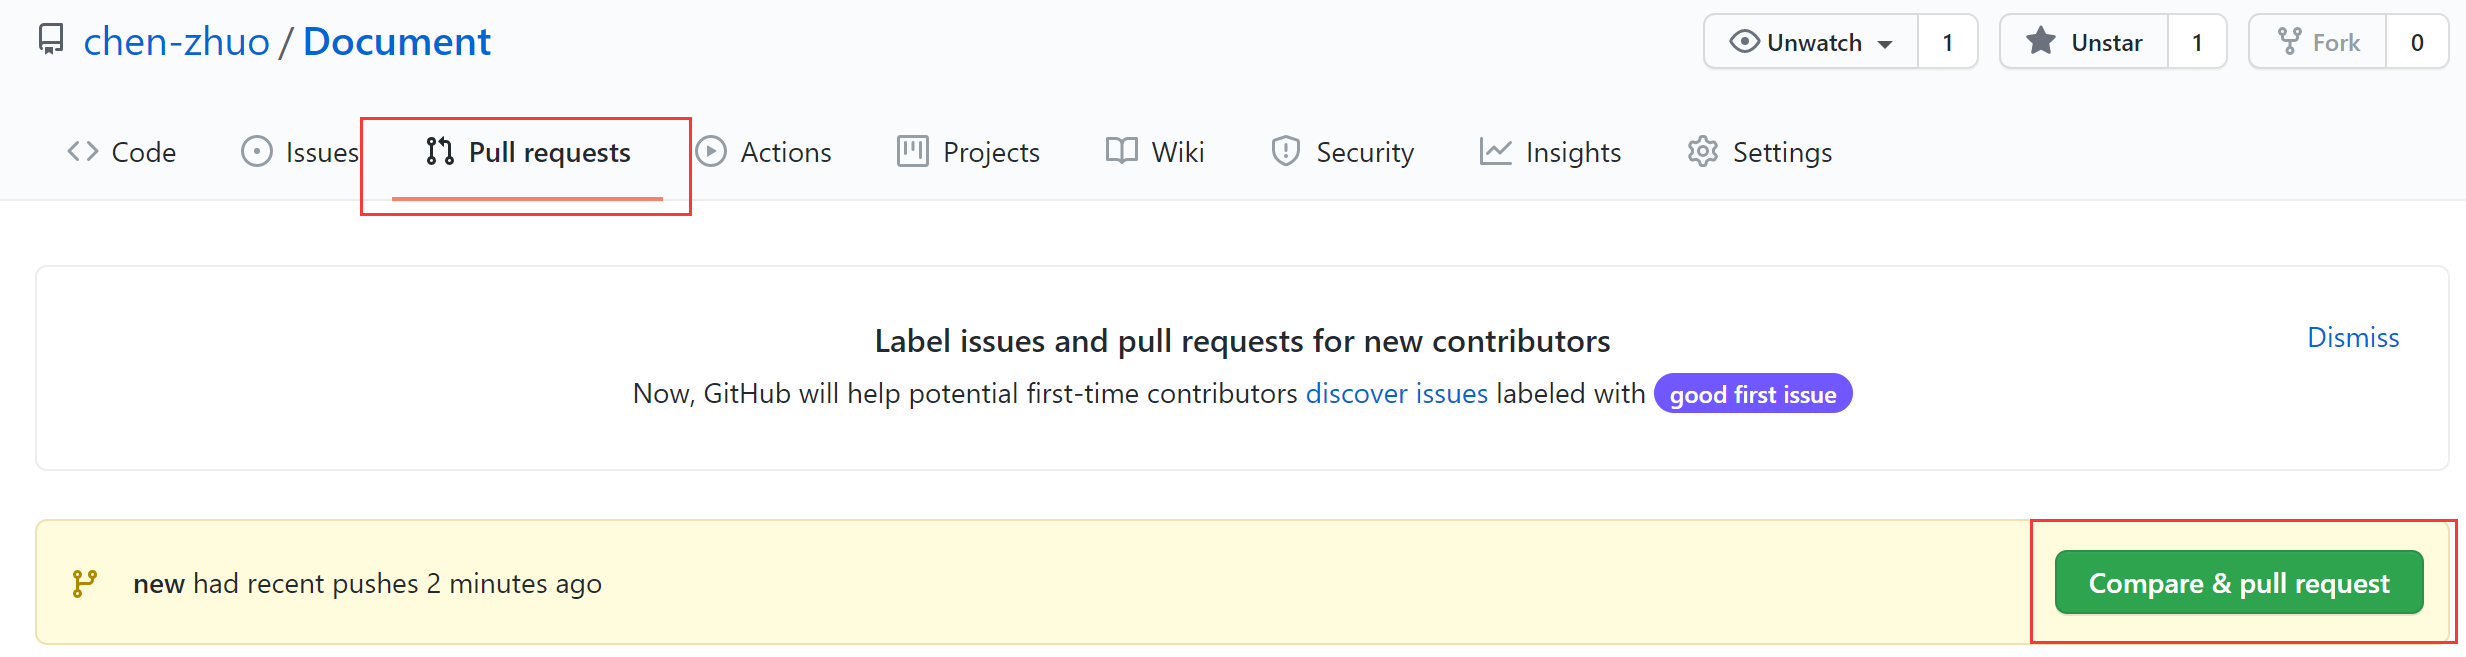 chen-zhuo / Document
Unwatch 1 Unstar 1 Fork 0
Code Issues Pull requests Actions Projects Wiki Security Insights Settings
Label issues and pull requests for new contributors
Dismiss
Now, GitHub will help potential first-time contributors discover issues labeled with good first issue
new had recent pushes 2 minutes ago
Compare & pull request